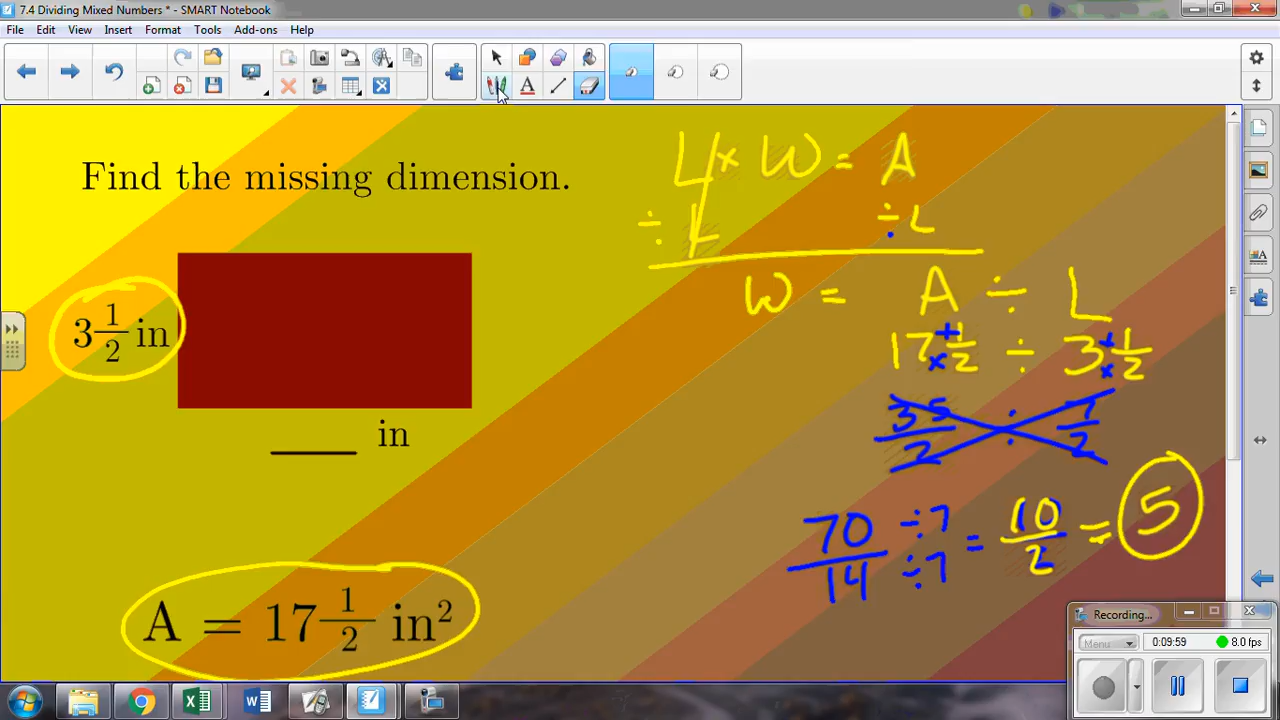 7.4 Dividing Mixed Numbers * - SMART Notebook
File Edit View Insert Format Tools Add-ons Help
Find the missing dimension.
L × W = A
÷ L ÷ L
W = A ÷ L
17 1/2 ÷ 3 1/2
3 1/2 in
35/2 ÷ 7/2
___ in
70/14 ÷7/÷7 = 10/2 = 5
A = 17 1/2 in²
Recording...
Menu 0:09:59 8.0 fps